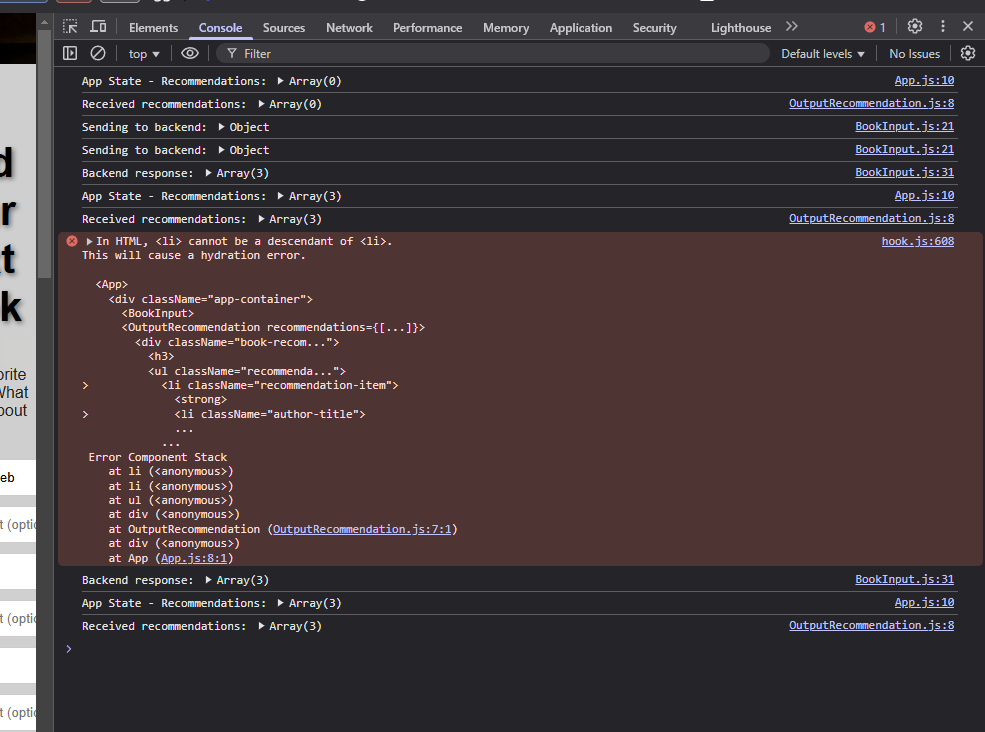 Elements Console Sources Network Performance Memory Application Security Lighthouse 1
top Filter Default levels No Issues
App State - Recommendations: Array(0) App.js:10
Received recommendations: Array(0) OutputRecommendation.js:8
Sending to backend: Object BookInput.js:21
Sending to backend: Object BookInput.js:21
Backend response: Array(3) BookInput.js:31
App State - Recommendations: Array(3) App.js:10
Received recommendations: Array(3) OutputRecommendation.js:8
In HTML, <li> cannot be a descendant of <li>. hook.js:608
This will cause a hydration error.
<App>
<div className="app-container">
<BookInput>
<OutputRecommendation recommendations={[...]}>
<div className="book-recom...">
<h3>
<ul className="recommenda...">
> <li className="recommendation-item">
<strong>
> <li className="author-title">
...
...
Error Component Stack
at li (<anonymous>)
at li (<anonymous>)
at ul (<anonymous>)
at div (<anonymous>)
at OutputRecommendation (OutputRecommendation.js:7:1)
at div (<anonymous>)
at App (App.js:8:1)
Backend response: Array(3) BookInput.js:31
App State - Recommendations: Array(3) App.js:10
Received recommendations: Array(3) OutputRecommendation.js:8
>
d
r
t
k
orite
What
bout
eb
t (optic
t (optic
t (optic